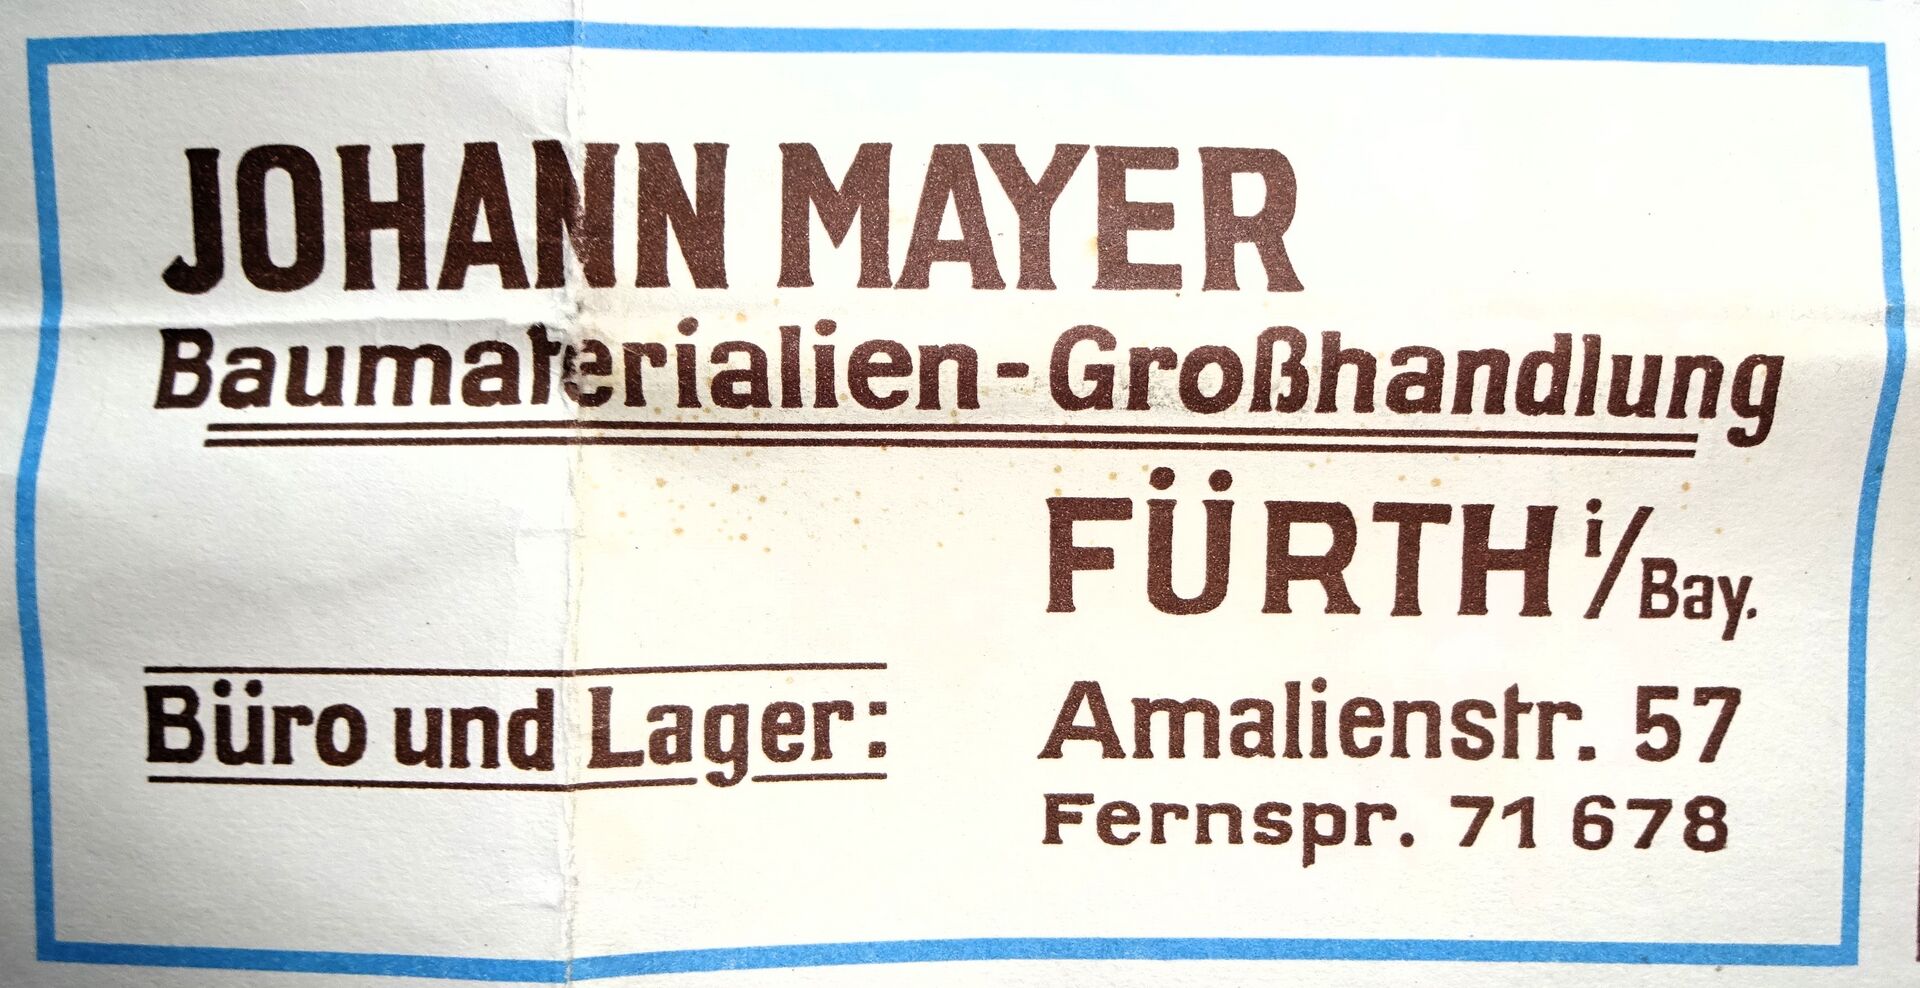 JOHANN MAYER
Baumaterialien-Großhandlung
FÜRTH i/Bay.
Büro und Lager: Amalienstr. 57
Fernspr. 71 678